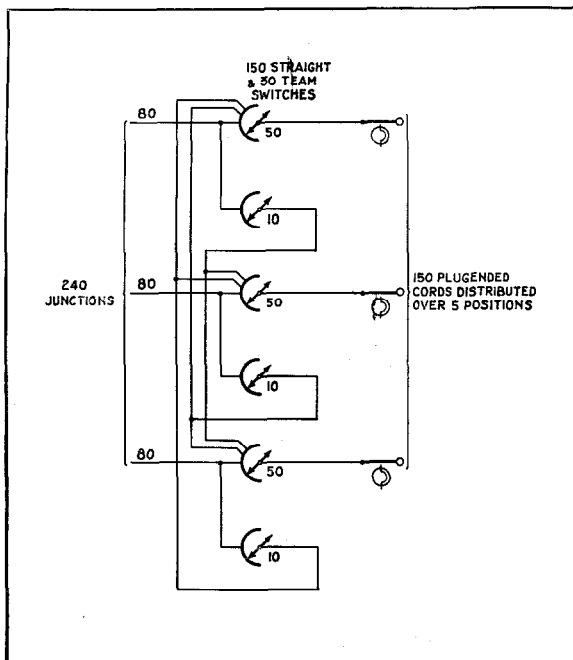 150 STRAIGHT
& 30 TEAM
SWITCHES
80
50
10
240
JUNCTIONS
80
50
150 PLUGENDED
CORDS DISTRIBUTED
OVER 5 POSITIONS
10
80
50
10